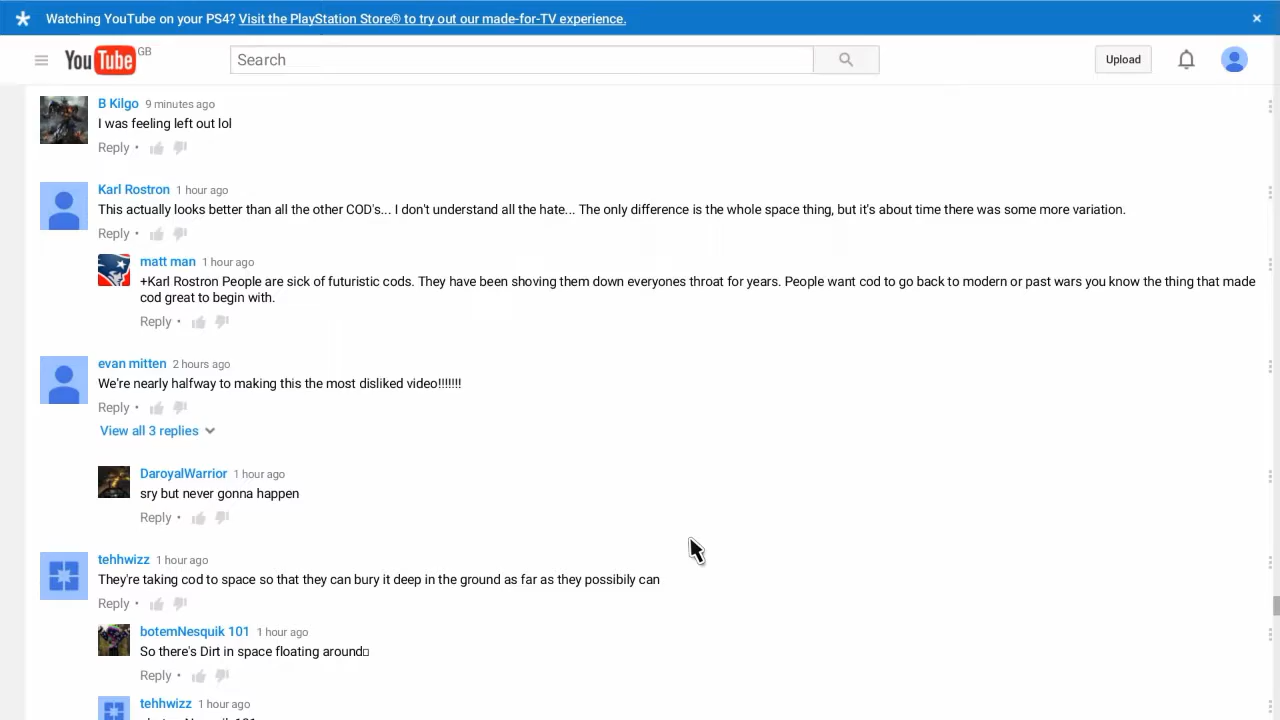 Watching YouTube on your PS4? Visit the PlayStation Store® to try out our made-for-TV experience.
YouTube GB
Search
Upload
B Kilgo 9 minutes ago
I was feeling left out lol
Reply •
Karl Rostron 1 hour ago
This actually looks better than all the other COD's... I don't understand all the hate... The only difference is the whole space thing, but it's about time there was some more variation.
Reply •
matt man 1 hour ago
+Karl Rostron People are sick of futuristic cods. They have been shoving them down everyones throat for years. People want cod to go back to modern or past wars you know the thing that made
cod great to begin with.
Reply •
evan mitten 2 hours ago
We're nearly halfway to making this the most disliked video!!!!!!!
Reply •
View all 3 replies
DaroyalWarrior 1 hour ago
sry but never gonna happen
Reply •
tehhwizz 1 hour ago
They're taking cod to space so that they can bury it deep in the ground as far as they possibily can
Reply •
botemNesquik 101 1 hour ago
So there's Dirt in space floating around
Reply •
tehhwizz 1 hour ago